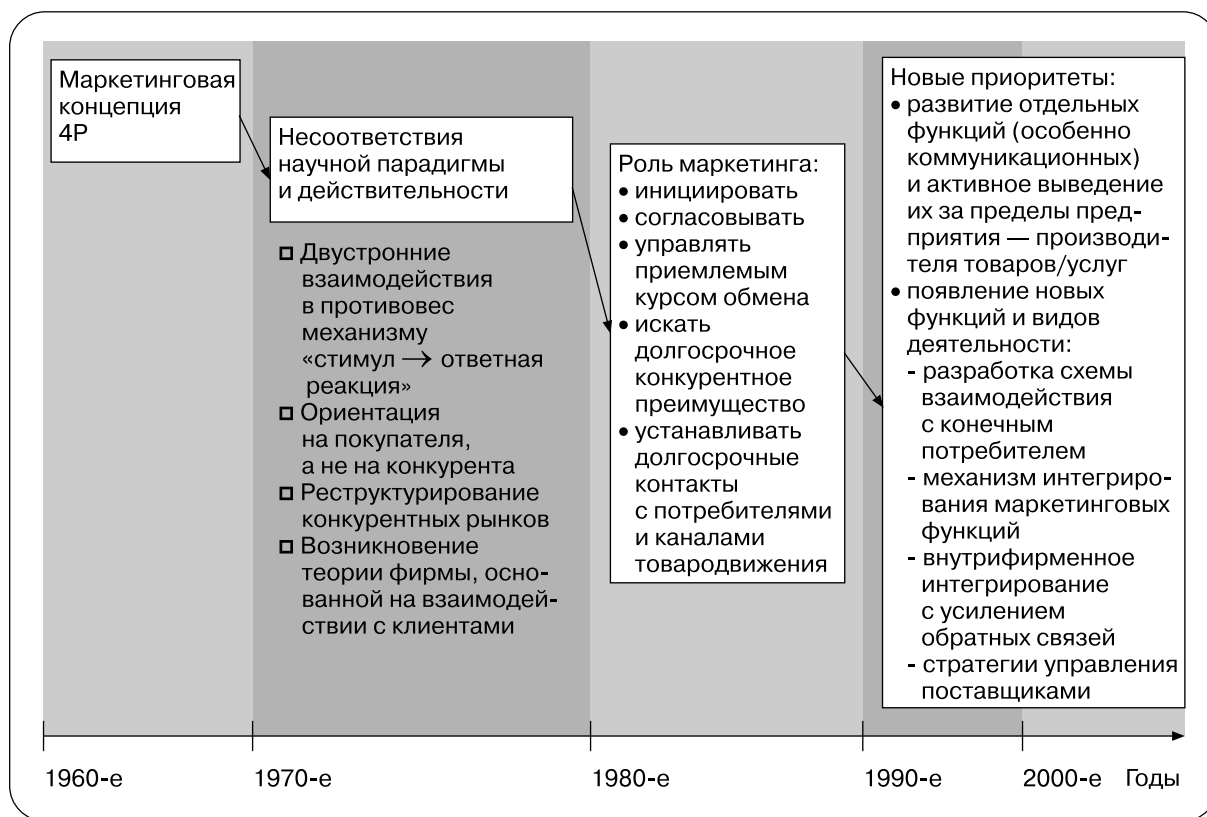 Маркетинговая
концепция
4Р
Несоответствия
научной парадигмы
и действительности
Двустронние
взаимодействия
в противовес
механизму
«стимул → ответная
реакция»
Ориентация
на покупателя,
а не на конкурента
Реструктурирование
конкурентных рынков
Возникновение
теории фирмы, осно-
ванной на взаимодей-
ствии с клиентами
Роль маркетинга:
• инициировать
• согласовывать
• управлять
приемлемым
курсом обмена
• искать
долгосрочное
конкурентное
преимущество
• устанавливать
долгосрочные
контакты
с потребителями
и каналами
товародвижения
Новые приоритеты:
• развитие отдельных
функций (особенно
коммуникационных)
и активное выведение
их за пределы пред-
приятия — производи-
теля товаров/услуг
• появление новых
функций и видов
деятельности:
- разработка схемы
взаимодействия
с конечным
потребителем
- механизм интегриро-
вания маркетинговых
функций
- внутрифирменное
интегрирование
с усилением
обратных связей
- стратегии управления
поставщиками
1960-е 1970-е 1980-е 1990-е 2000-е Годы